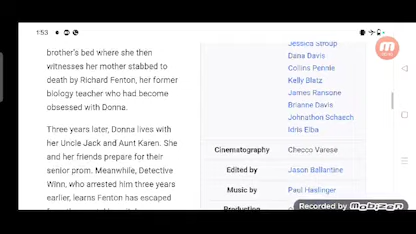 1:53
brother's bed where she then
witnesses her mother stabbed to
death by Richard Fenton, her former
biology teacher who had become
obsessed with Donna.
Three years later, Donna lives with
her Uncle Jack and Aunt Karen. She
and her friends prepare for their
senior prom. Meanwhile, Detective
Winn, who arrested him three years
earlier, learns Fenton has escaped
Jessica Stroup
Dana Davis
Collins Pennie
Kelly Blatz
James Ransone
Brianne Davis
Johnathon Schaech
Idris Elba
Cinematography Checco Varese
Edited by Jason Ballantine
Music by Paul Haslinger
Production
Recorded by
Mobizen